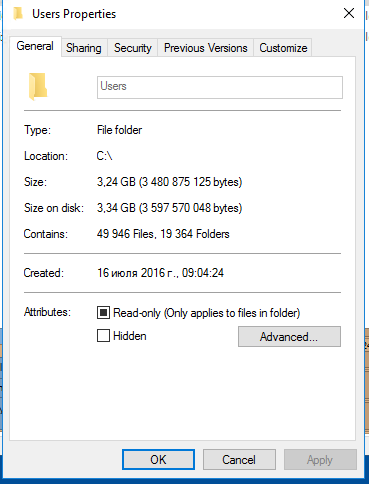 Users Properties
General Sharing Security Previous Versions Customize
Users
Type: File folder
Location: C:\
Size: 3,24 GB (3 480 875 125 bytes)
Size on disk: 3,34 GB (3 597 570 048 bytes)
Contains: 49 946 Files, 19 364 Folders
Created: 16 июля 2016 г., 09:04:24
Attributes: Read-only (Only applies to files in folder)
Hidden Advanced...
OK Cancel Apply